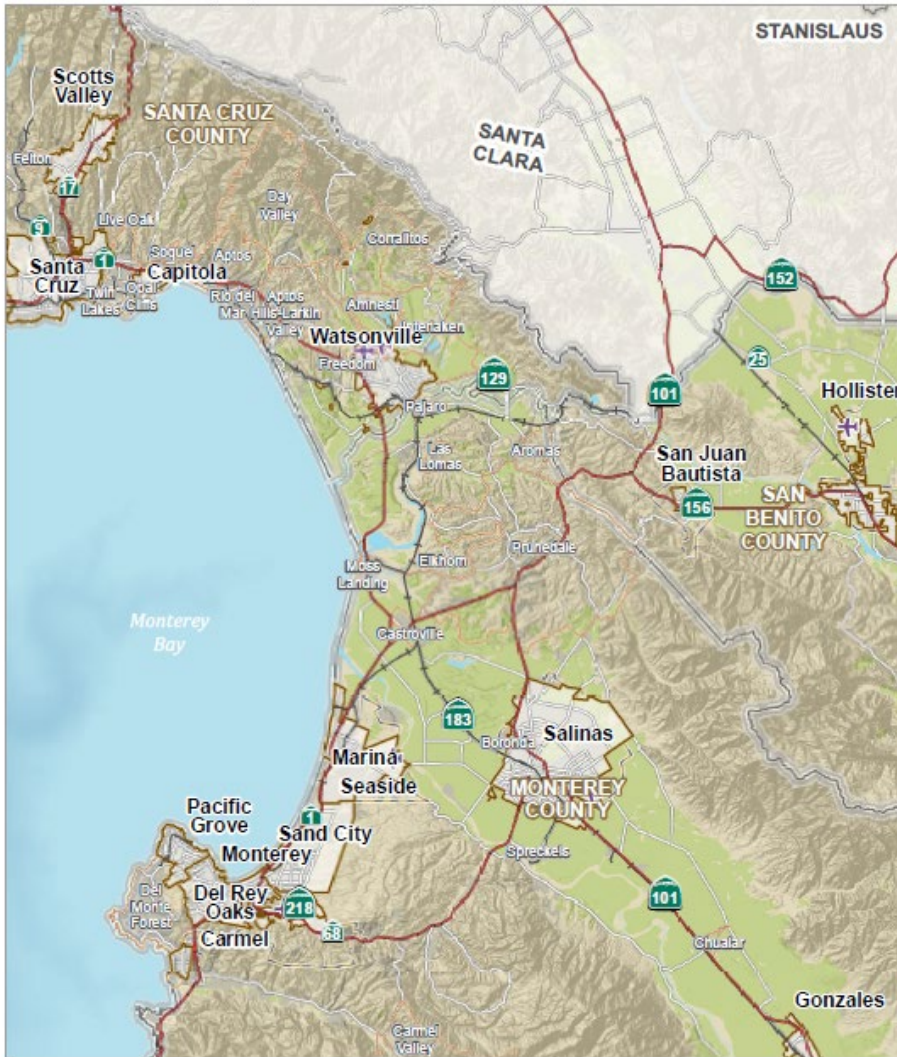 STANISLAUS
Scotts
Valley
SANTA CRUZ
COUNTY
SANTA
CLARA
Felton
17
Day
Valley
9
Live Oak
Corralitos
1
Soquel
Aptos
152
Santa
Cruz
Capitola
Twin
Lakes
Rio del
Mar
Aptos
Hills-Larkin
Valley
Amnesti
Watsonville
Freedom
129
25
101
Hollister
Pajaro
Las
Lomas
Aromas
San Juan
Bautista
156
SAN
BENITO
COUNTY
Moss
Landing
Elkhorn
Prunedale
Monterey
Bay
Castroville
183
Salinas
Boronda
Marina
Seaside
MONTEREY
COUNTY
Pacific
Grove
1
Sand City
Monterey
Spreckels
Del
Monte
Forest
Del Rey
Oaks
218
101
Carmel
68
Chualar
Gonzales
Carmel
Valley